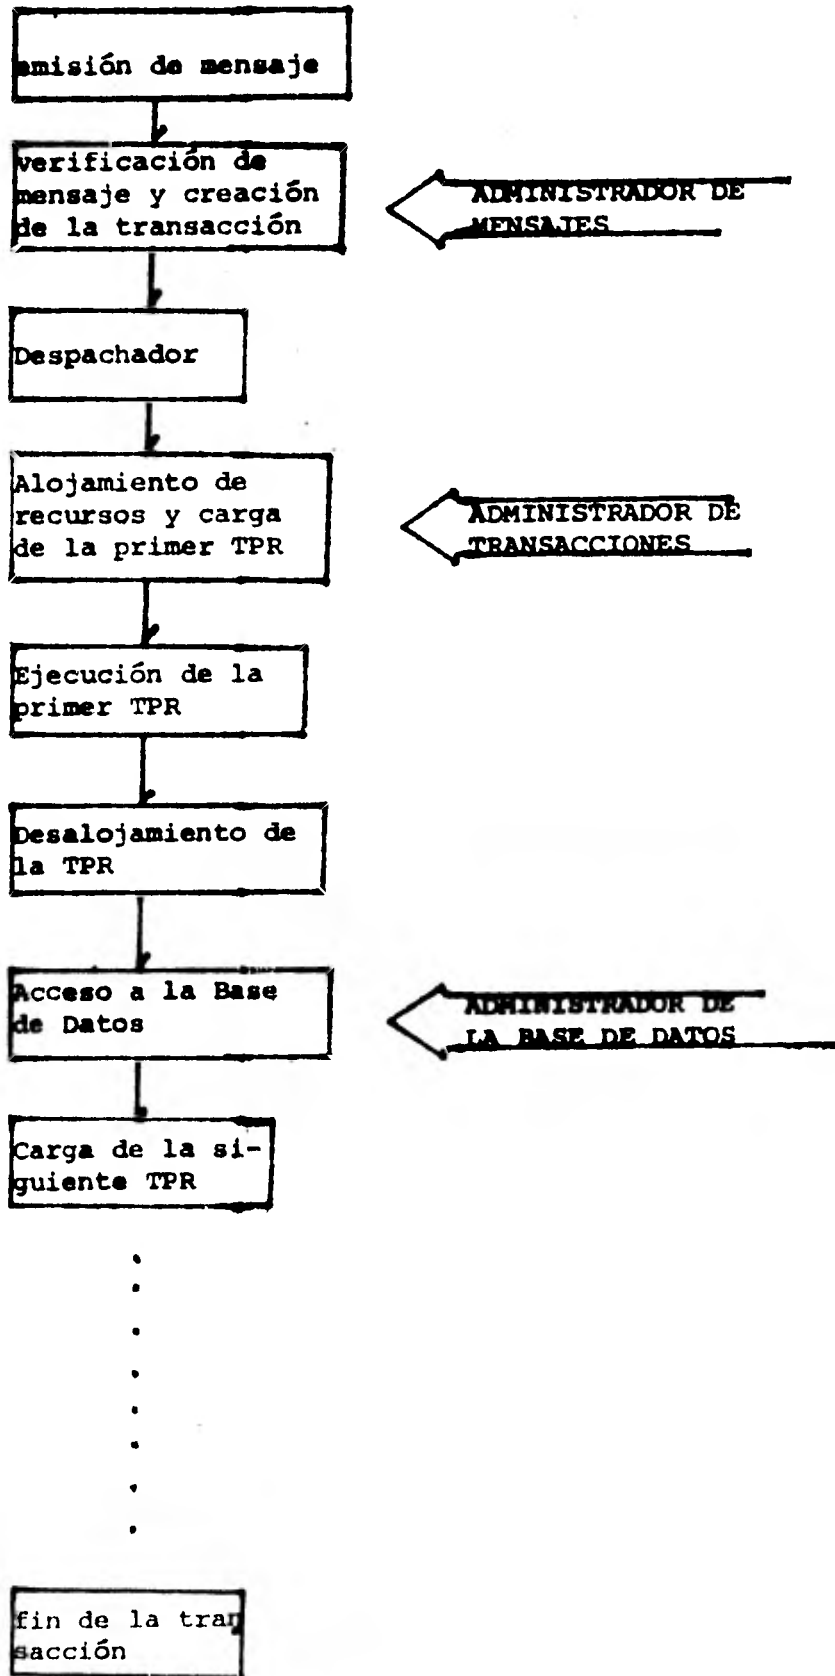 emisión de mensaje
verificación de
mensaje y creación
de la transacción
ADMINISTRADOR DE
MENSAJES
Despachador
Alojamiento de
recursos y carga
de la primer TPR
ADMINISTRADOR DE
TRANSACCIONES
Ejecución de la
primer TPR
Desalojamiento de
la TPR
Acceso a la Base
de Datos
ADMINISTRADOR DE
LA BASE DE DATOS
Carga de la si-
guiente TPR
fin de la tran
sacción